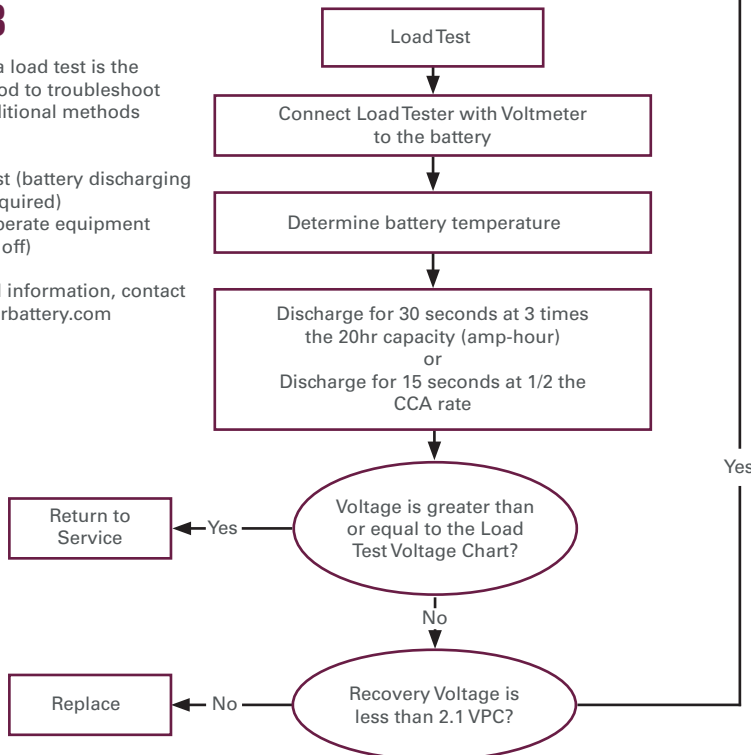 3
a load test is the
od to troubleshoot
ditional methods
st (battery discharging
quired)
perate equipment
off)
l information, contact
rbattery.com
Load Test
Connect Load Tester with Voltmeter
to the battery
Determine battery temperature
Discharge for 30 seconds at 3 times
the 20hr capacity (amp-hour)
or
Discharge for 15 seconds at 1/2 the
CCA rate
Voltage is greater than
or equal to the Load
Test Voltage Chart?
Yes
Return to
Service
Yes
No
Recovery Voltage is
less than 2.1 VPC?
No
Replace